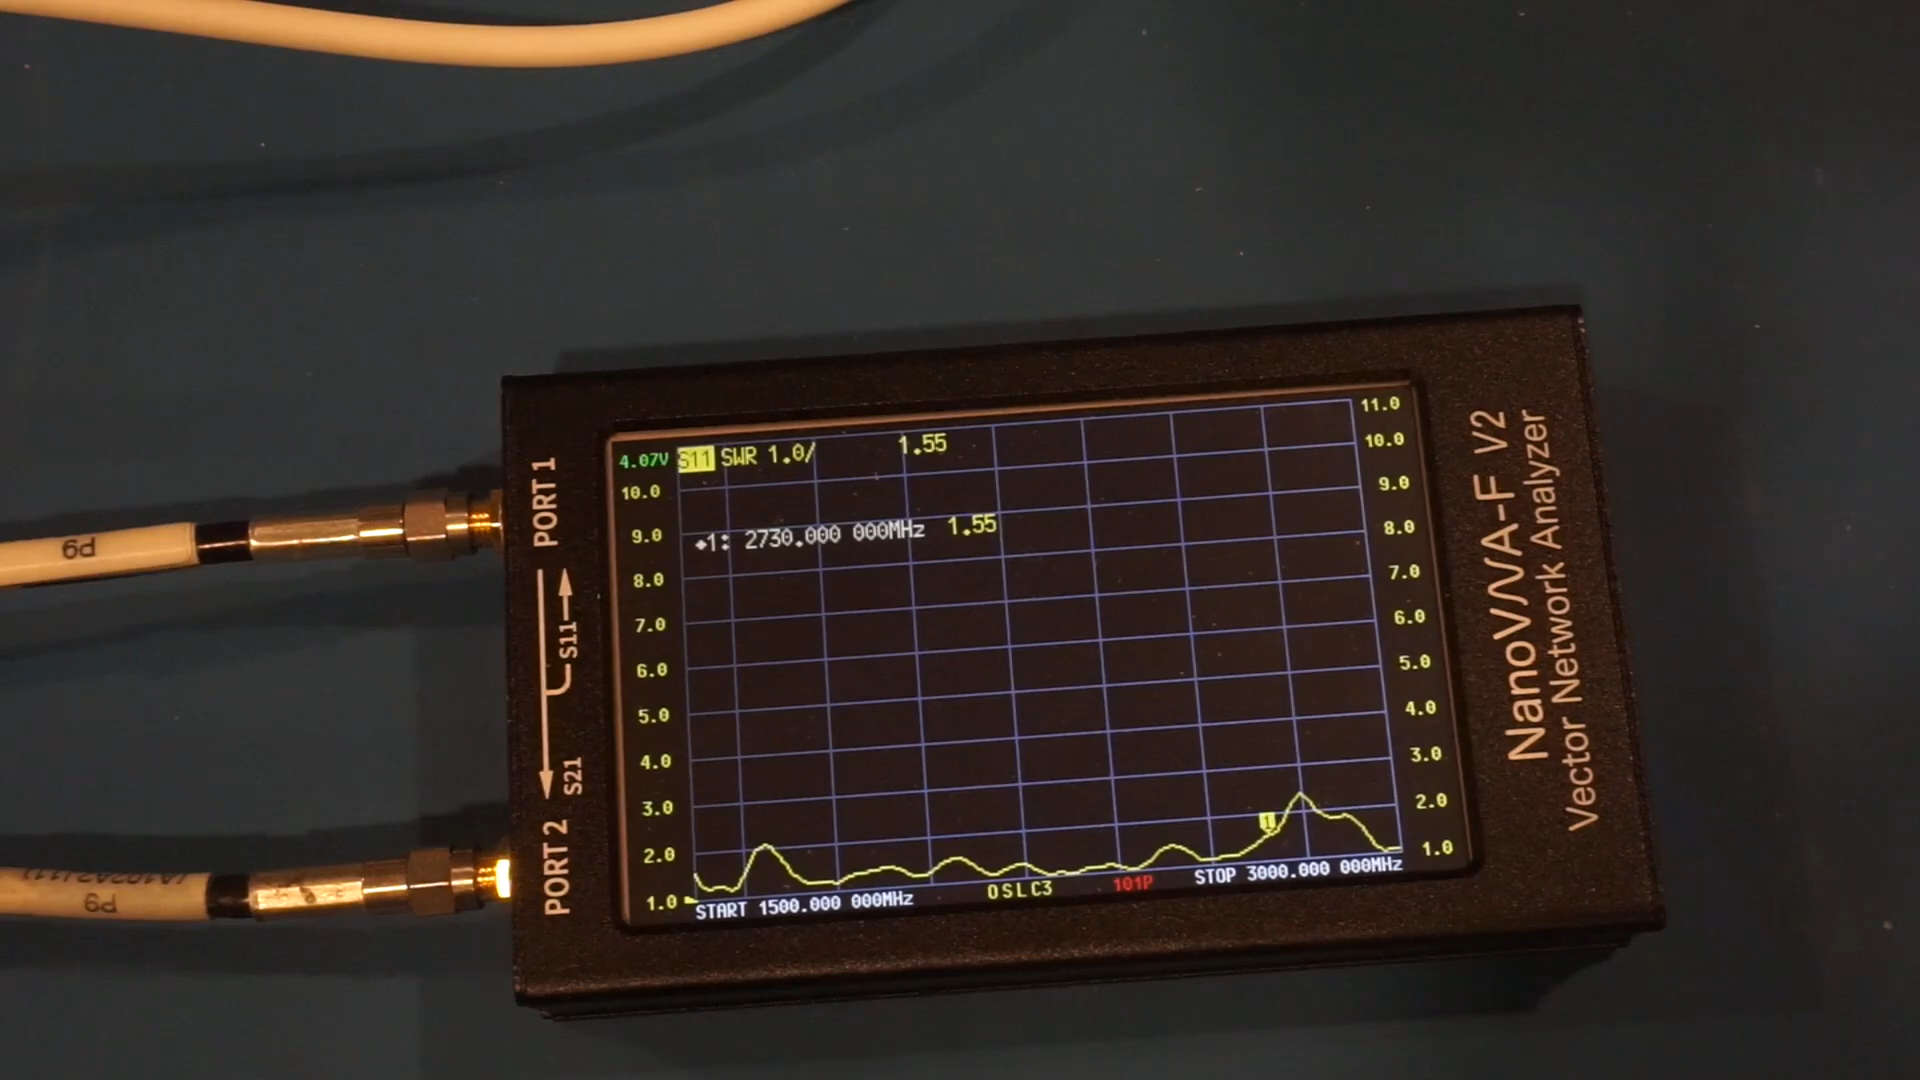 4.07V S11 SWR 1.0/ 1.55
◆1: 2730.000 000MHz 1.55
10.0
9.0
8.0
7.0
6.0
5.0
4.0
3.0
2.0
1.0
11.0
10.0
9.0
8.0
7.0
6.0
5.0
4.0
3.0
2.0
1.0
1
START 1500.000 000MHz OSLC3 101P STOP 3000.000 000MHz
PORT 1
S11
S21
PORT 2
NanoVNA-F V2
Vector Network Analyzer
P9
P9